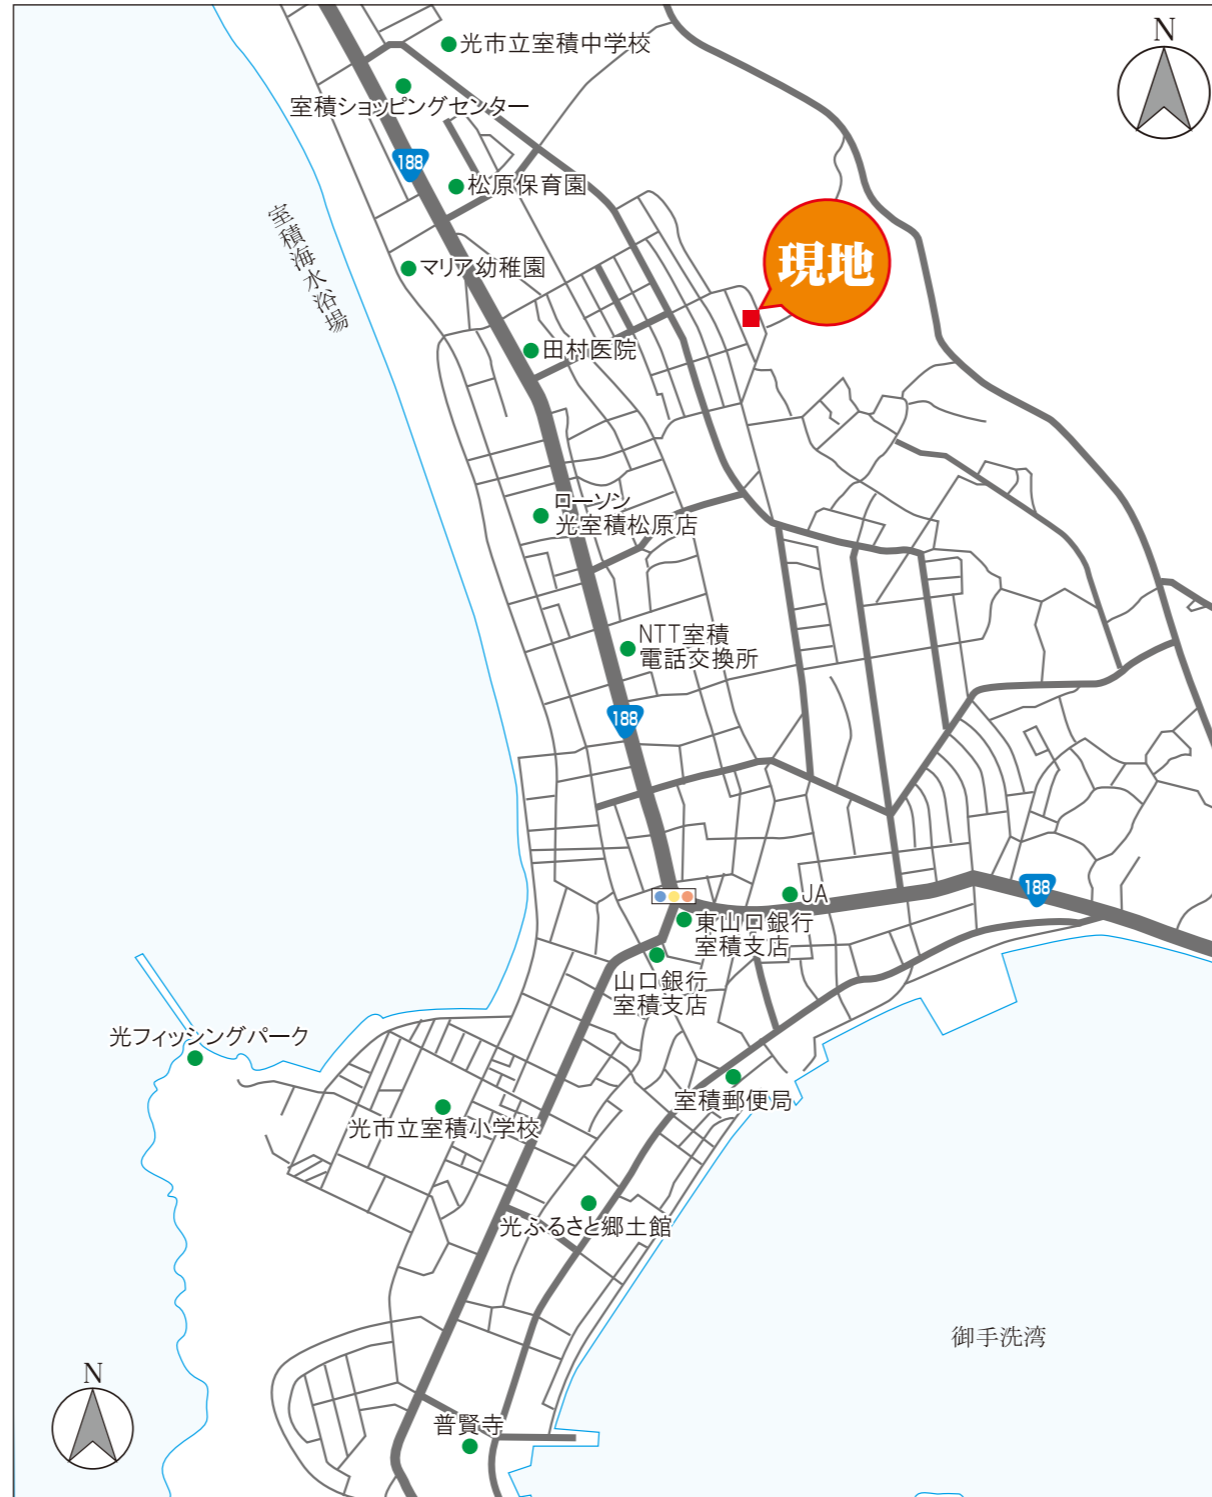 N
光市立室積中学校
室積ショッピングセンター
188
松原保育園
室積海水浴場
現地
マリア幼稚園
田村医院
ローソン
光室積松原店
NTT室積
電話交換所
188
JA
188
東山口銀行
室積支店
山口銀行
室積支店
光フィッシングパーク
室積郵便局
光市立室積小学校
光ふるさと郷土館
御手洗湾
N
普賢寺